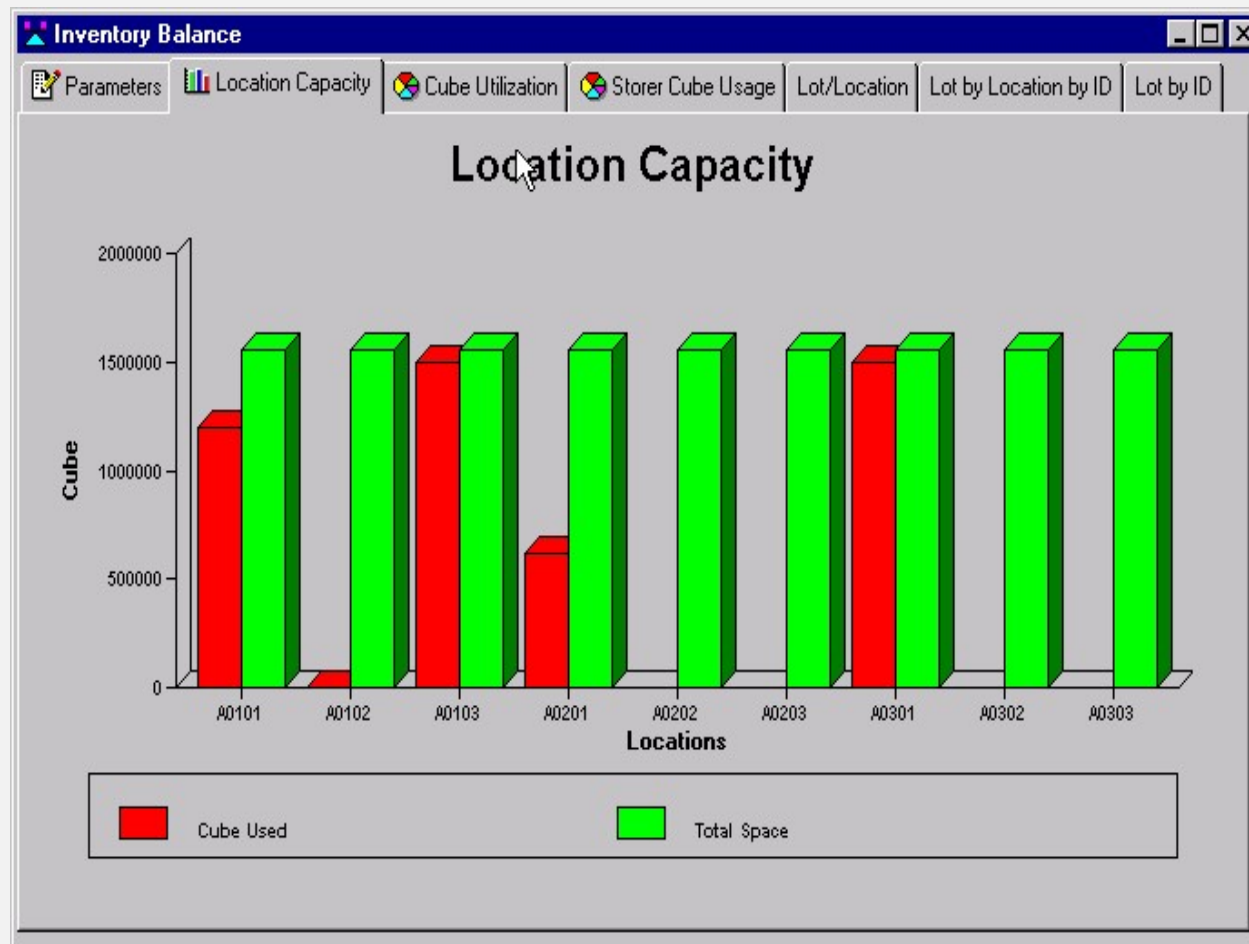 Inventory Balance
Parameters Location Capacity Cube Utilization Storer Cube Usage Lot/Location Lot by Location by ID Lot by ID
Location Capacity
2000000
1500000
1000000
500000
0
Cube
A0101 A0102 A0103 A0201 A0202 A0203 A0301 A0302 A0303
Locations
Cube Used Total Space